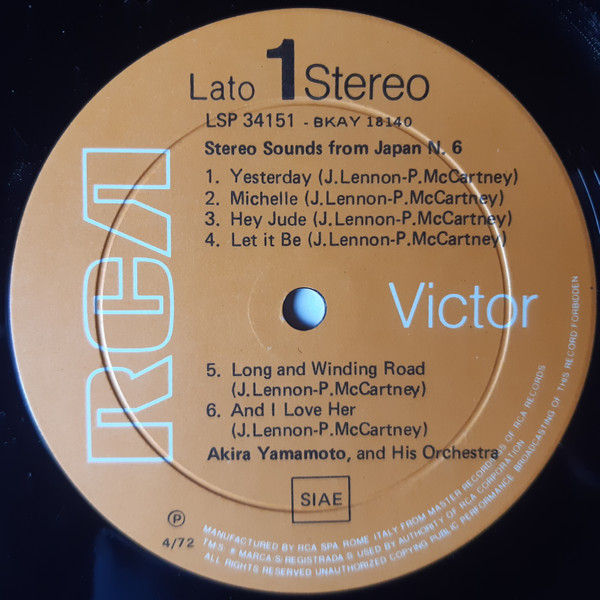 Lato 1 Stereo
LSP 34151 - BKAY 18140
Stereo Sounds from Japan N. 6
1. Yesterday (J.Lennon-P.McCartney)
2. Michelle (J.Lennon-P.McCartney)
3. Hey Jude (J.Lennon-P.McCartney)
4. Let it Be (J.Lennon-P.McCartney)
RCA
Victor
5. Long and Winding Road
(J.Lennon-P.McCartney)
6. And I Love Her
(J.Lennon-P.McCartney)
Akira Yamamoto, and His Orchestra
SIAE
℗
4/72
MANUFACTURED BY RCA SPA ROME ITALY FROM MASTER RECORDINGS OF RCA RECORDS
T.M.S. & MARCA S) REGISTRADA S) USED BY AUTHORITY OF RCA CORPORATION
ALL RIGHTS RESERVED UNAUTHORIZED COPYING PUBLIC PERFORMANCE BROADCASTING OF THIS RECORD FORBIDDEN